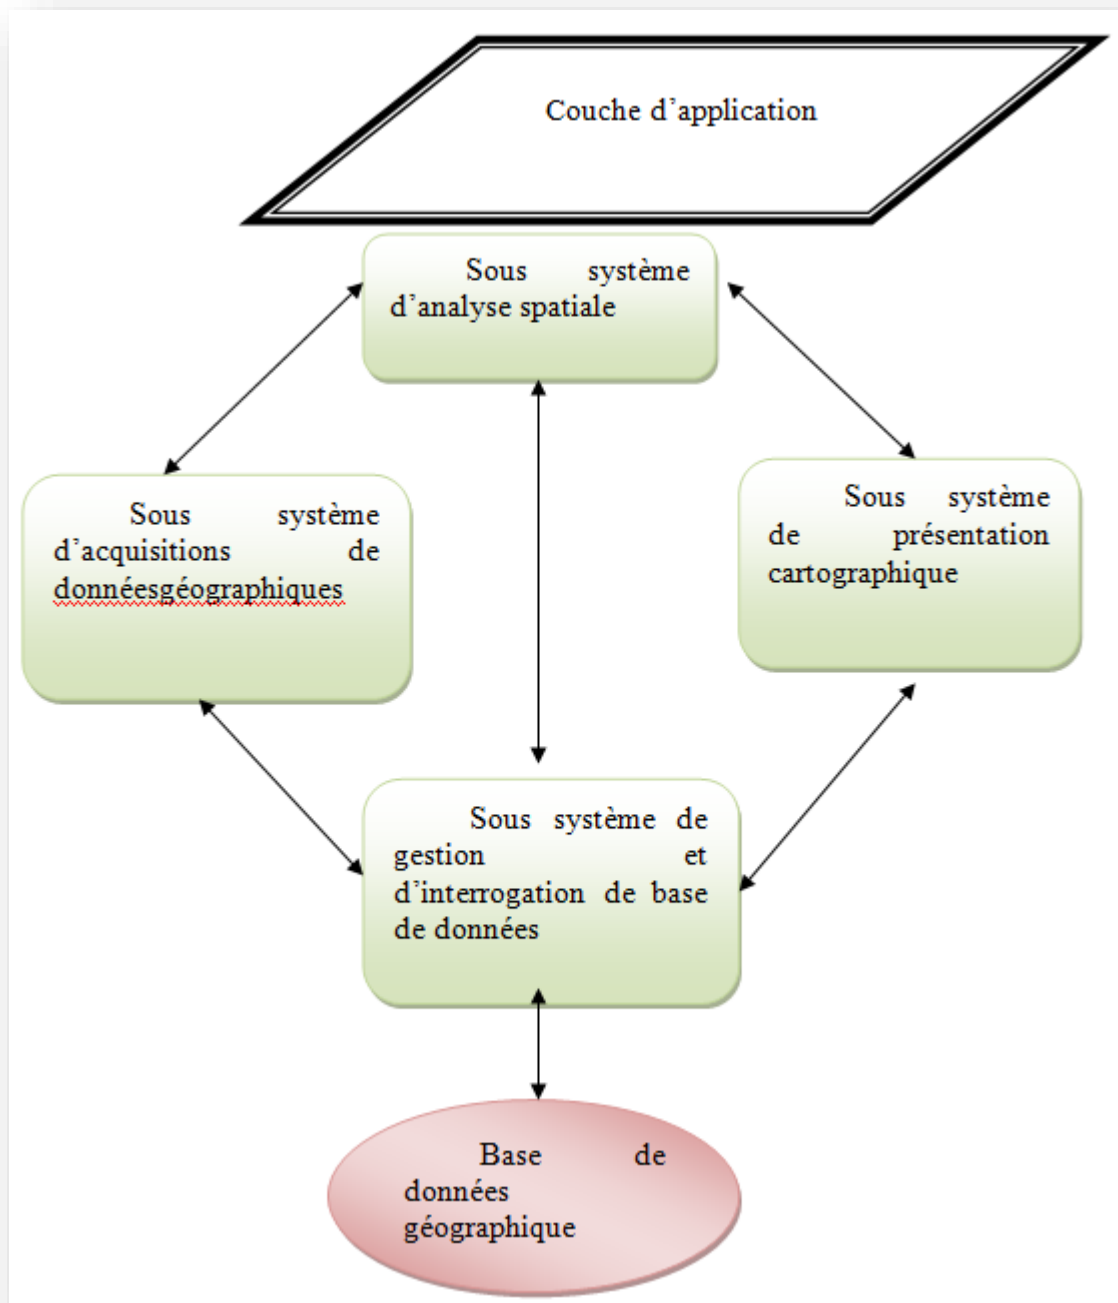 Couche d’application
Sous système
d’analyse spatiale
Sous système
d’acquisitions de
donnéesgéographiques
Sous système
de présentation
cartographique
Sous système de
gestion et
d’interrogation de base
de données
Base de
données
géographique